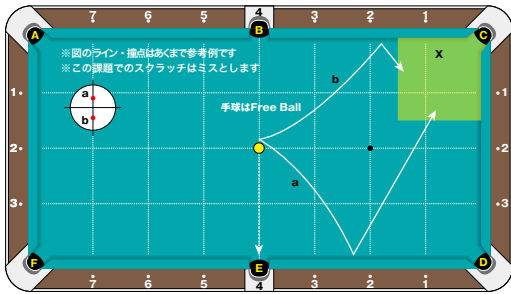 7 6 5 4 3 2 1
A B C
※図のライン・撞点はあくまで参考例です
※この課題でのスクラッチはミスとします
X
b
a
b
手球はFree Ball
1 1
2 2
3 3
a
F E D
7 6 5 4 3 2 1